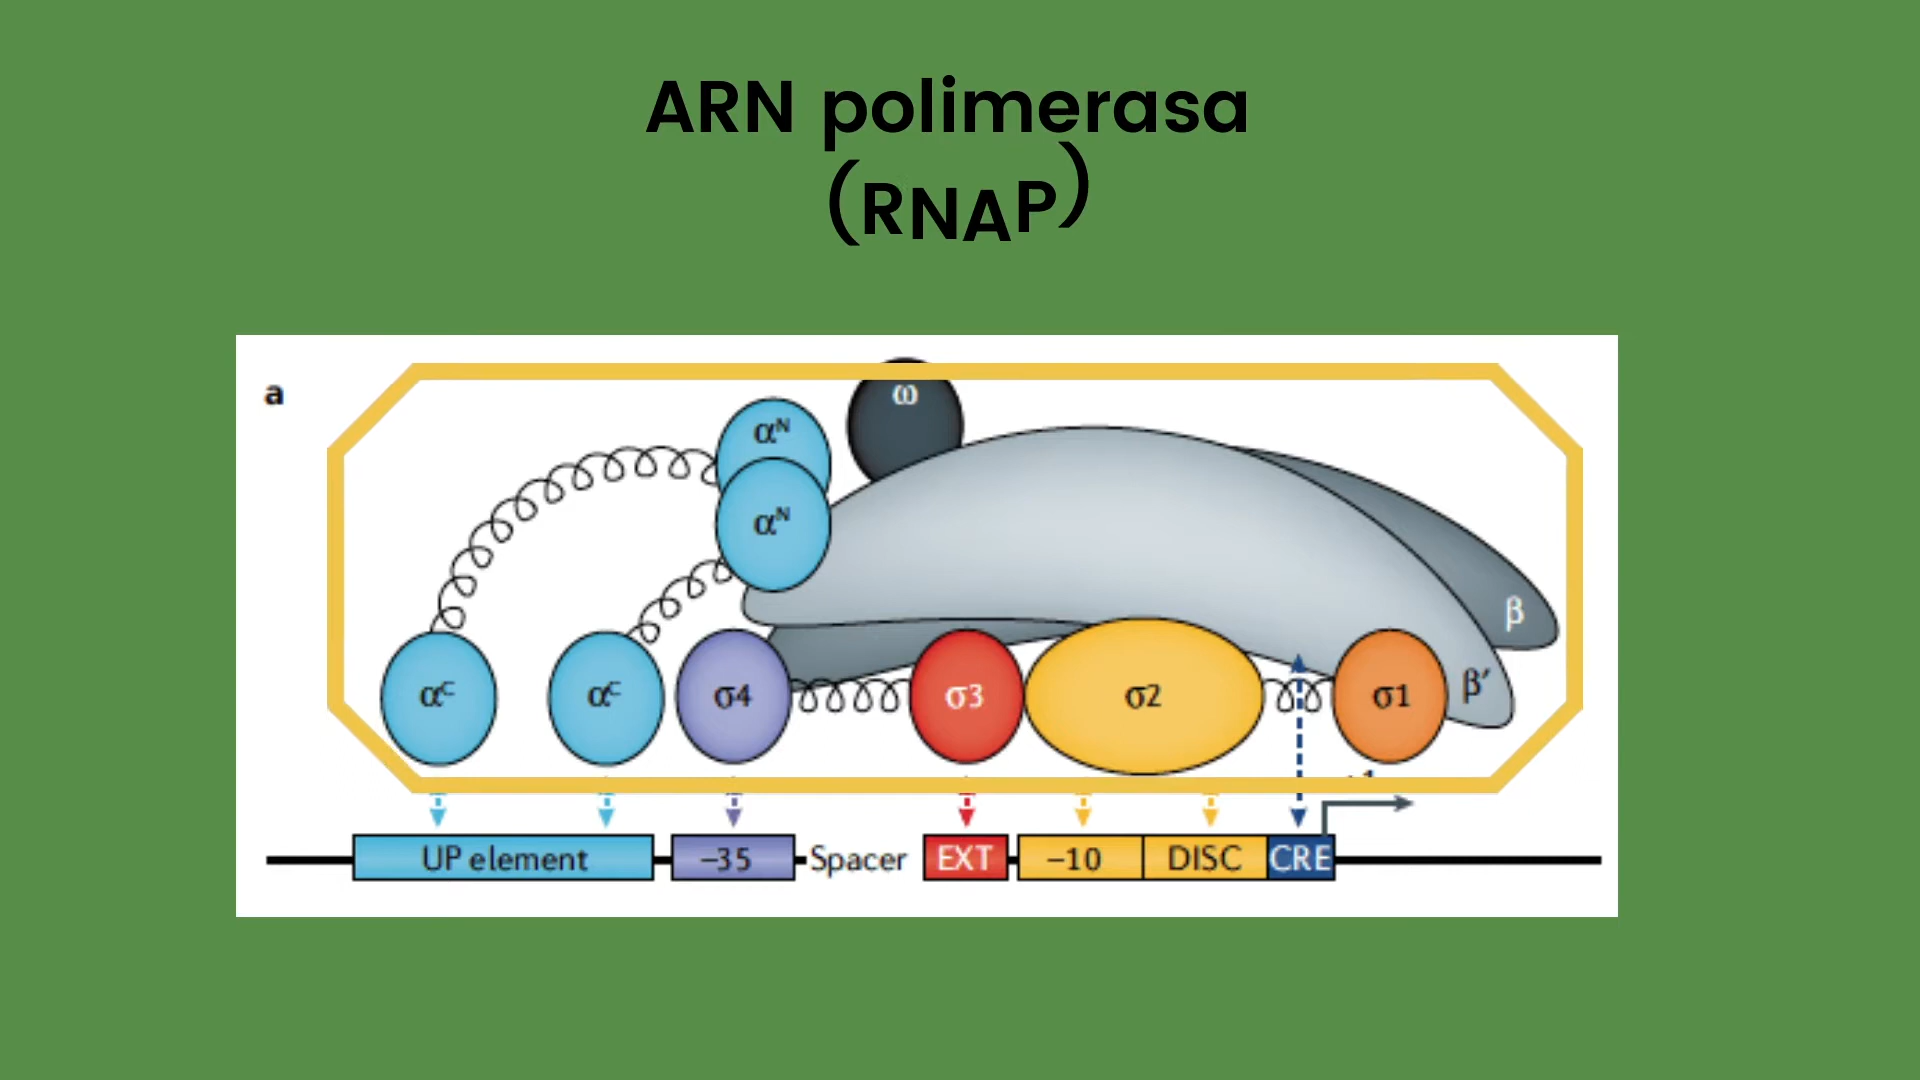 ARN polimerasa
(RNAP)
a
ω
αᴺ
αᴺ
β
αᶜ
αᶜ
σ4
σ3
σ2
σ1
β′
UP element
−35
Spacer
EXT
−10
DISC
CRE